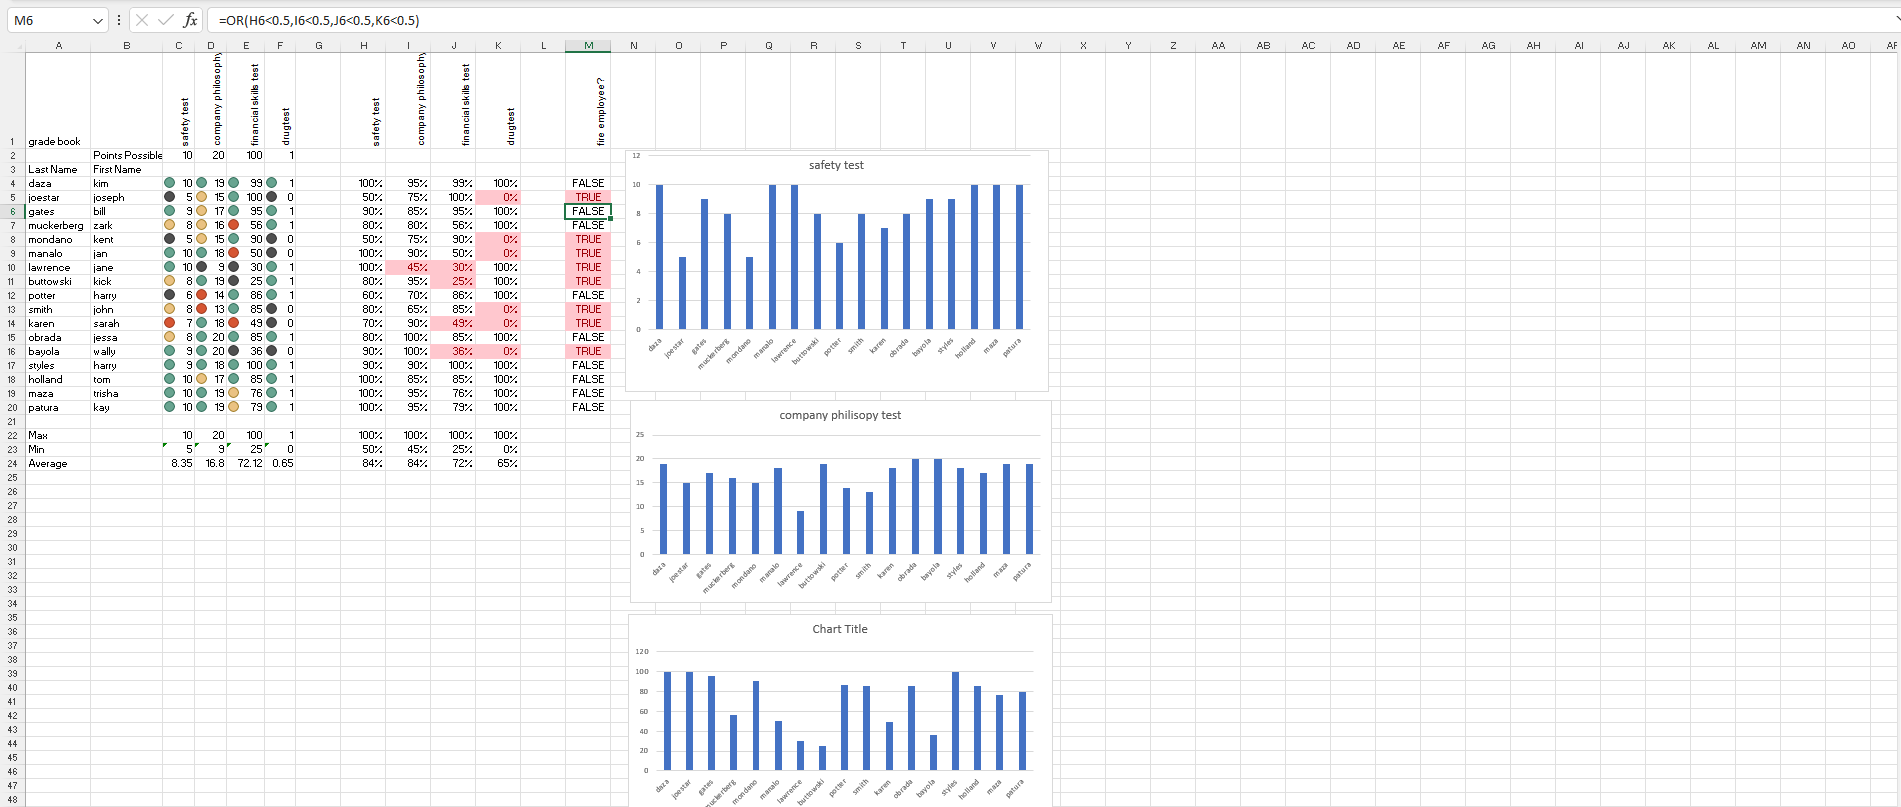 M6 fx =OR(H6<0.5,I6<0.5,J6<0.5,K6<0.5)
A B C D E F G H I J K L M N O P Q R S T U V W X Y Z AA AB AC AD AE AF AG AH AI AJ AK AL AM AN AO
1 grade book safety test company philosophy financial skills test drugtest safety test company philosophy financial skills test drugtest fire employee?
2 Points Possible 10 20 100 1
3 Last Name First Name
4 daza kim 10 19 99 1 100% 95% 99% 100% FALSE
5 joestar joseph 5 15 100 0 50% 75% 100% 0% TRUE
6 gates bill 9 17 95 1 90% 85% 95% 100% FALSE
7 muckerberg zark 8 16 56 1 80% 80% 56% 100% FALSE
8 mondano kent 5 15 90 0 50% 75% 90% 0% TRUE
9 manalo jan 10 18 50 0 100% 90% 50% 0% TRUE
10 lawrence jane 10 9 30 1 100% 45% 30% 100% TRUE
11 buttowski kick 8 19 25 1 80% 95% 25% 100% TRUE
12 potter harry 6 14 86 1 60% 70% 86% 100% FALSE
13 smith john 8 13 85 0 80% 65% 85% 0% TRUE
14 karen sarah 7 18 49 0 70% 90% 49% 0% TRUE
15 obrada jessa 8 20 85 1 80% 100% 85% 100% FALSE
16 bayola wally 9 20 36 0 90% 100% 36% 0% TRUE
17 styles harry 9 18 100 1 90% 90% 100% 100% FALSE
18 holland tom 10 17 85 1 100% 85% 85% 100% FALSE
19 maza trisha 10 19 76 1 100% 95% 76% 100% FALSE
20 patura kay 10 19 79 1 100% 95% 79% 100% FALSE
21
22 Max 10 20 100 1 100% 100% 100% 100%
23 Min 5 9 25 0 50% 45% 25% 0%
24 Average 8.35 16.8 72.12 0.65 84% 84% 72% 65%
25
26
27
28
29
30
31
32
33
34
35
36
37
38
39
40
41
42
43
44
45
46
47
48
safety test
12
10
8
6
4
2
0
daza joestar gates muckerberg mondano manalo lawrence buttowski potter smith karen obrada bayola styles holland maza patura
company philisopy test
25
20
15
10
5
0
daza joestar gates muckerberg mondano manalo lawrence buttowski potter smith karen obrada bayola styles holland maza patura
Chart Title
120
100
80
60
40
20
0
daza joestar gates muckerberg mondano manalo lawrence buttowski potter smith karen obrada bayola styles holland maza patura